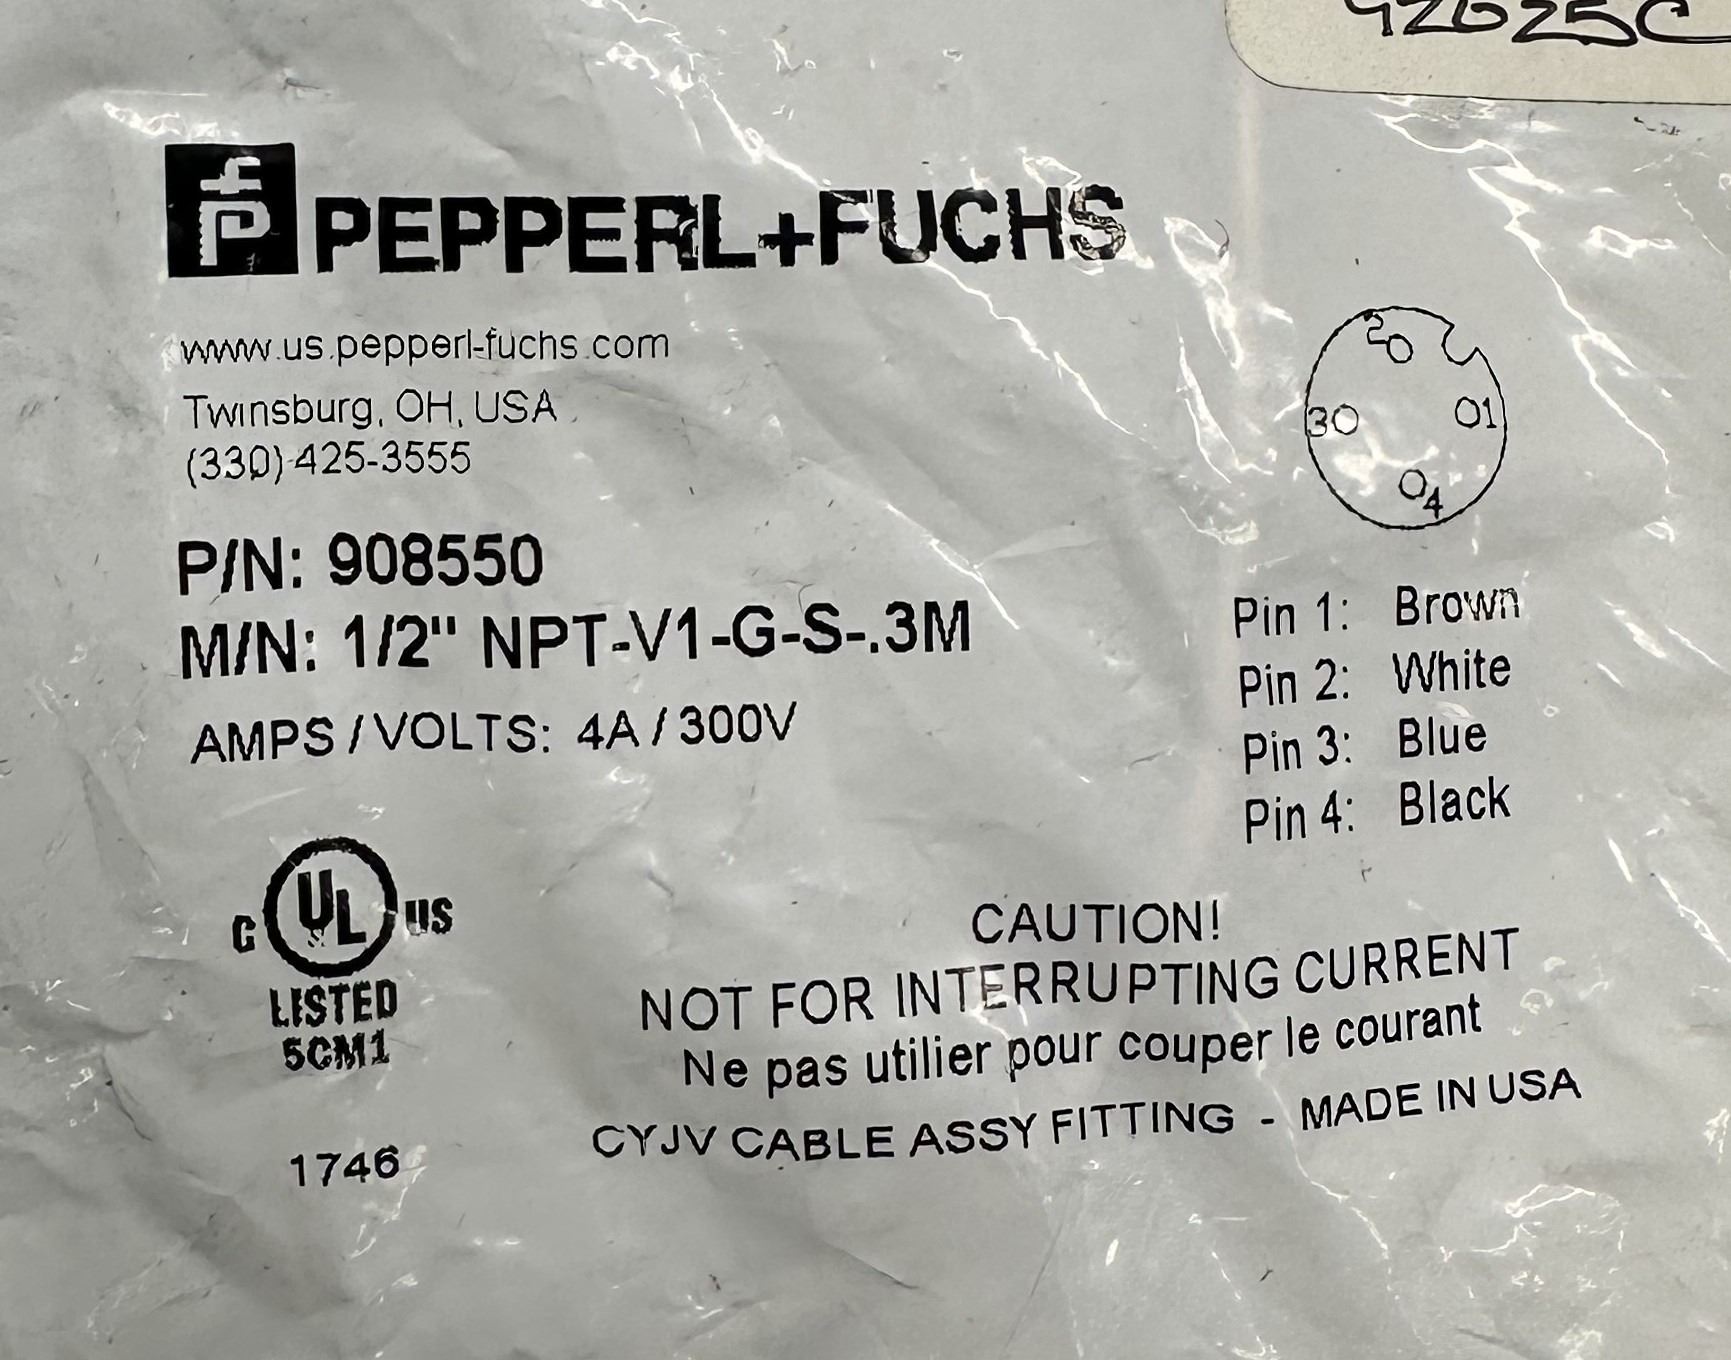 PEPPERL+FUCHS
www.us.pepperl-fuchs.com
Twinsburg, OH, USA
(330) 425-3555
P/N: 908550
M/N: 1/2" NPT-V1-G-S-.3M
AMPS / VOLTS: 4A / 300V
2
3
1
4
Pin 1: Brown
Pin 2: White
Pin 3: Blue
Pin 4: Black
C UL US
LISTED
5CM1
1746
CAUTION!
NOT FOR INTERRUPTING CURRENT
Ne pas utilier pour couper le courant
CYJV CABLE ASSY FITTING - MADE IN USA